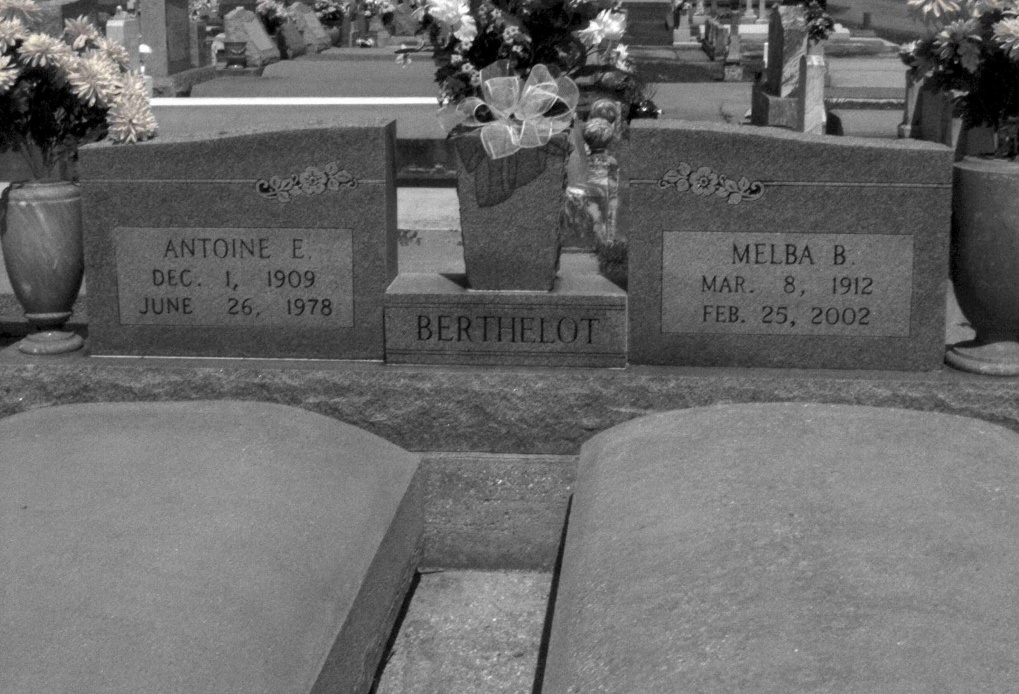 ANTOINE E.
DEC. 1, 1909
JUNE 26, 1978
BERTHELOT
MELBA B.
MAR. 8, 1912
FEB. 25, 2002